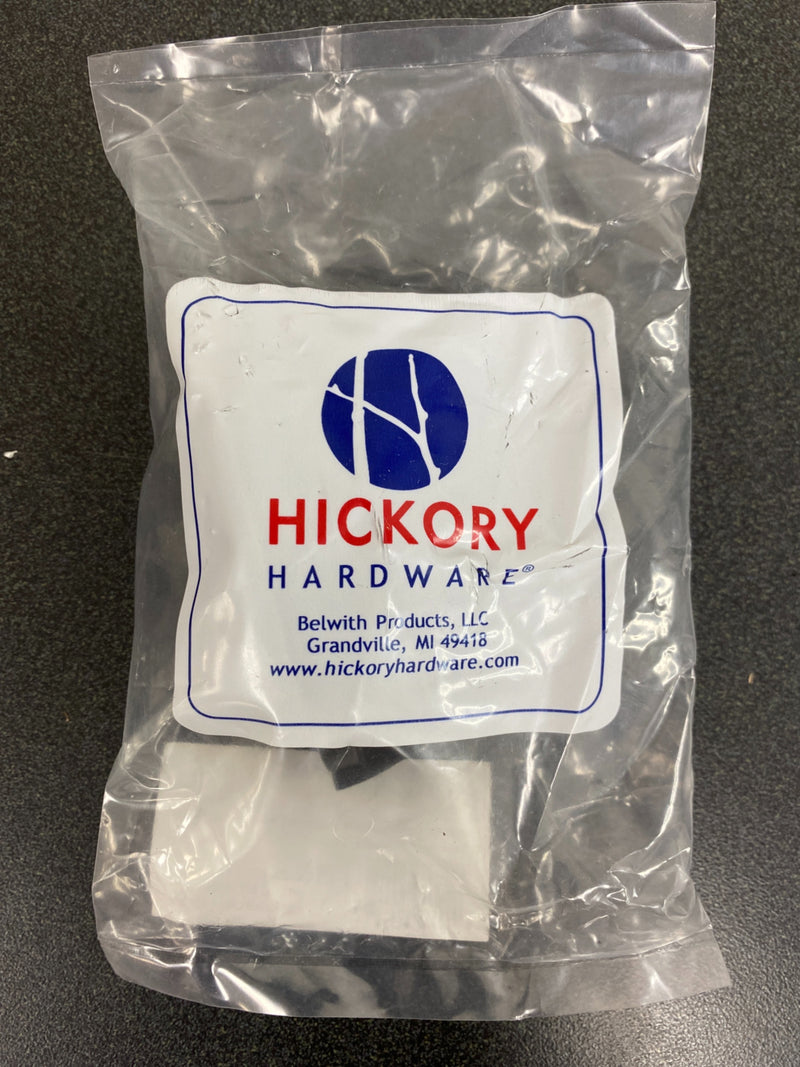 HICKORY
HARDWARE®
Belwith Products, LLC
Grandville, MI 49418
www.hickoryhardware.com